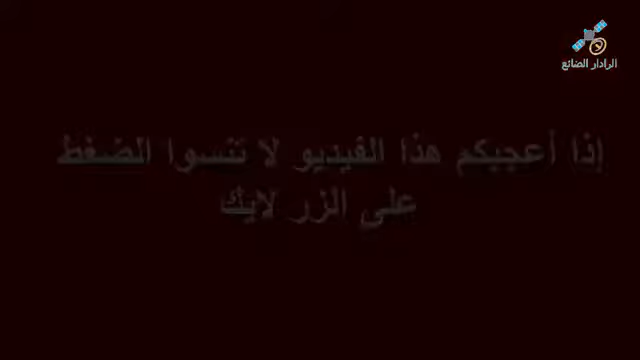 الرادار الضائع
إذا أعجبكم هذا الفيديو لا تنسوا الضغط
على الزر لايك